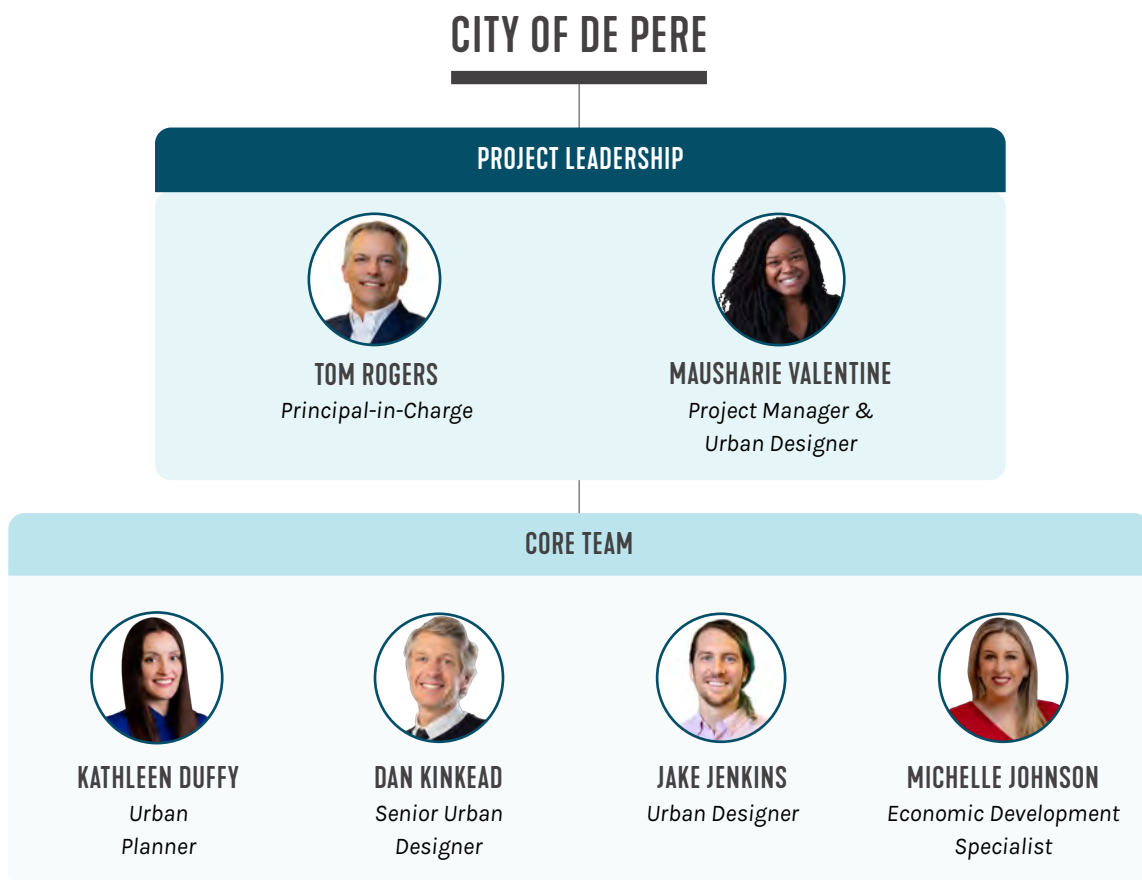 CITY OF DE PERE
PROJECT LEADERSHIP
TOM ROGERS
Principal-in-Charge
MAUSHARIE VALENTINE
Project Manager &
Urban Designer
CORE TEAM
KATHLEEN DUFFY
Urban
Planner
DAN KINKEAD
Senior Urban
Designer
JAKE JENKINS
Urban Designer
MICHELLE JOHNSON
Economic Development
Specialist